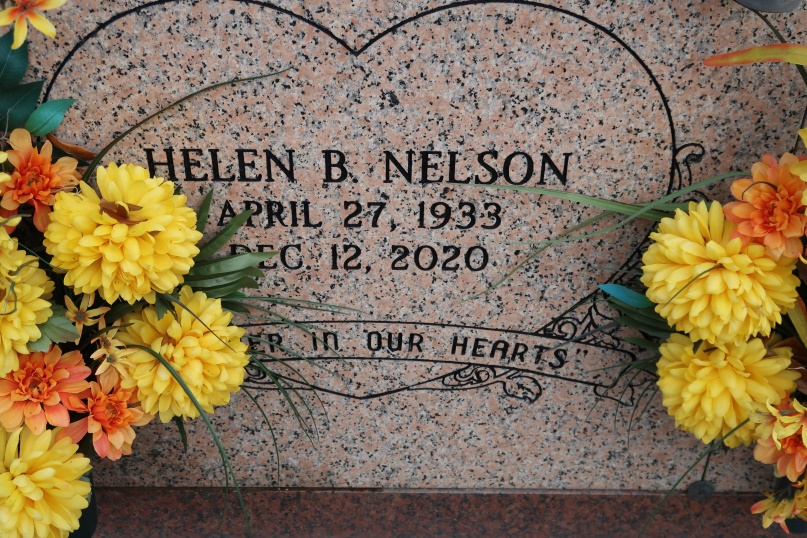 HELEN B. NELSON
APRIL 27, 1933
DEC. 12, 2020
IN OUR HEARTS"